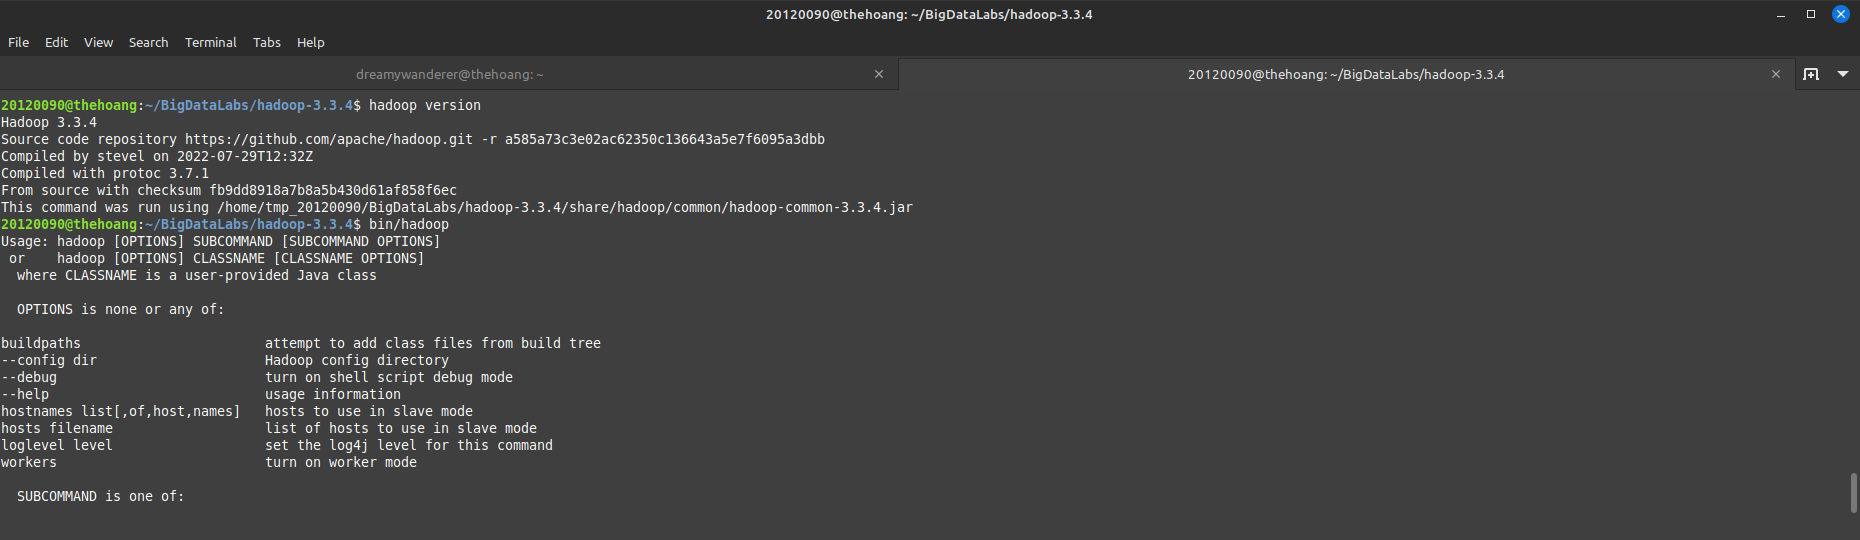 20120090@thehoang: ~/BigDataLabs/hadoop-3.3.4
File Edit View Search Terminal Tabs Help
dreamywanderer@thehoang: ~
20120090@thehoang: ~/BigDataLabs/hadoop-3.3.4
20120090@thehoang:~/BigDataLabs/hadoop-3.3.4$ hadoop version
Hadoop 3.3.4
Source code repository https://github.com/apache/hadoop.git -r a585a73c3e02ac62350c136643a5e7f6095a3dbb
Compiled by stevel on 2022-07-29T12:32Z
Compiled with protoc 3.7.1
From source with checksum fb9dd8918a7b8a5b430d61af858f6ec
This command was run using /home/tmp_20120090/BigDataLabs/hadoop-3.3.4/share/hadoop/common/hadoop-common-3.3.4.jar
20120090@thehoang:~/BigDataLabs/hadoop-3.3.4$ bin/hadoop
Usage: hadoop [OPTIONS] SUBCOMMAND [SUBCOMMAND OPTIONS]
 or    hadoop [OPTIONS] CLASSNAME [CLASSNAME OPTIONS]
  where CLASSNAME is a user-provided Java class
  OPTIONS is none or any of:
buildpaths                       attempt to add class files from build tree
--config dir                     Hadoop config directory
--debug                          turn on shell script debug mode
--help                           usage information
hostnames list[,of,host,names]   hosts to use in slave mode
hosts filename                   list of hosts to use in slave mode
loglevel level                   set the log4j level for this command
workers                          turn on worker mode
  SUBCOMMAND is one of: